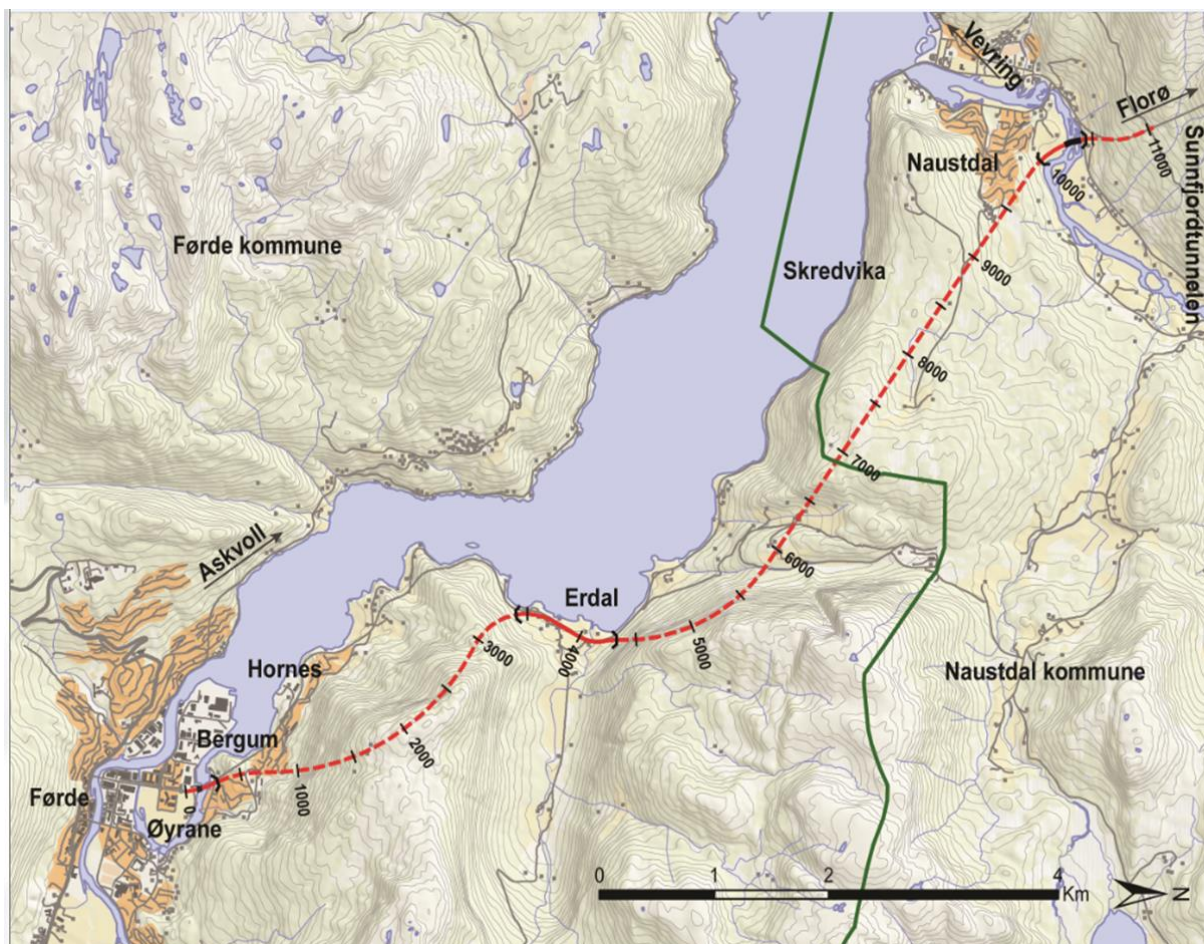 Vevring
Florø
Sunnfjordtunnelen
Naustdal
11000
10000
Førde kommune
Skredvika
9000
8000
7000
Askvoll
6000
Erdal
5000
4000
3000
Hornes
Naustdal kommune
2000
Bergum
1000
0
Førde
Øyrane
0 1 2 4
Km
N